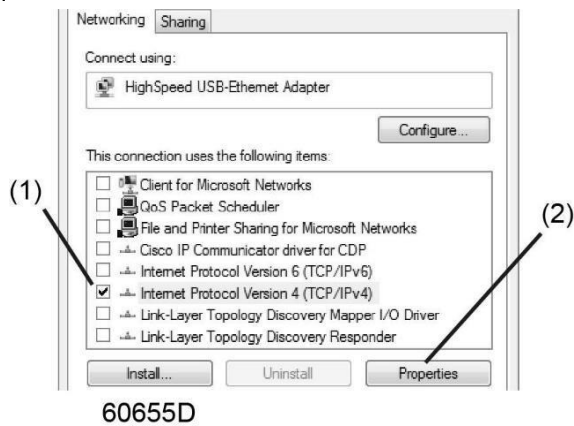 Networking Sharing
Connect using:
HighSpeed USB-Ethernet Adapter
Configure...
This connection uses the following items:
Client for Microsoft Networks
(1)
QoS Packet Scheduler
(2)
File and Printer Sharing for Microsoft Networks
Cisco IP Communicator driver for CDP
Internet Protocol Version 6 (TCP/IPv6)
Internet Protocol Version 4 (TCP/IPv4)
Link-Layer Topology Discovery Mapper I/O Driver
Link-Layer Topology Discovery Responder
Install... Uninstall Properties
60655D